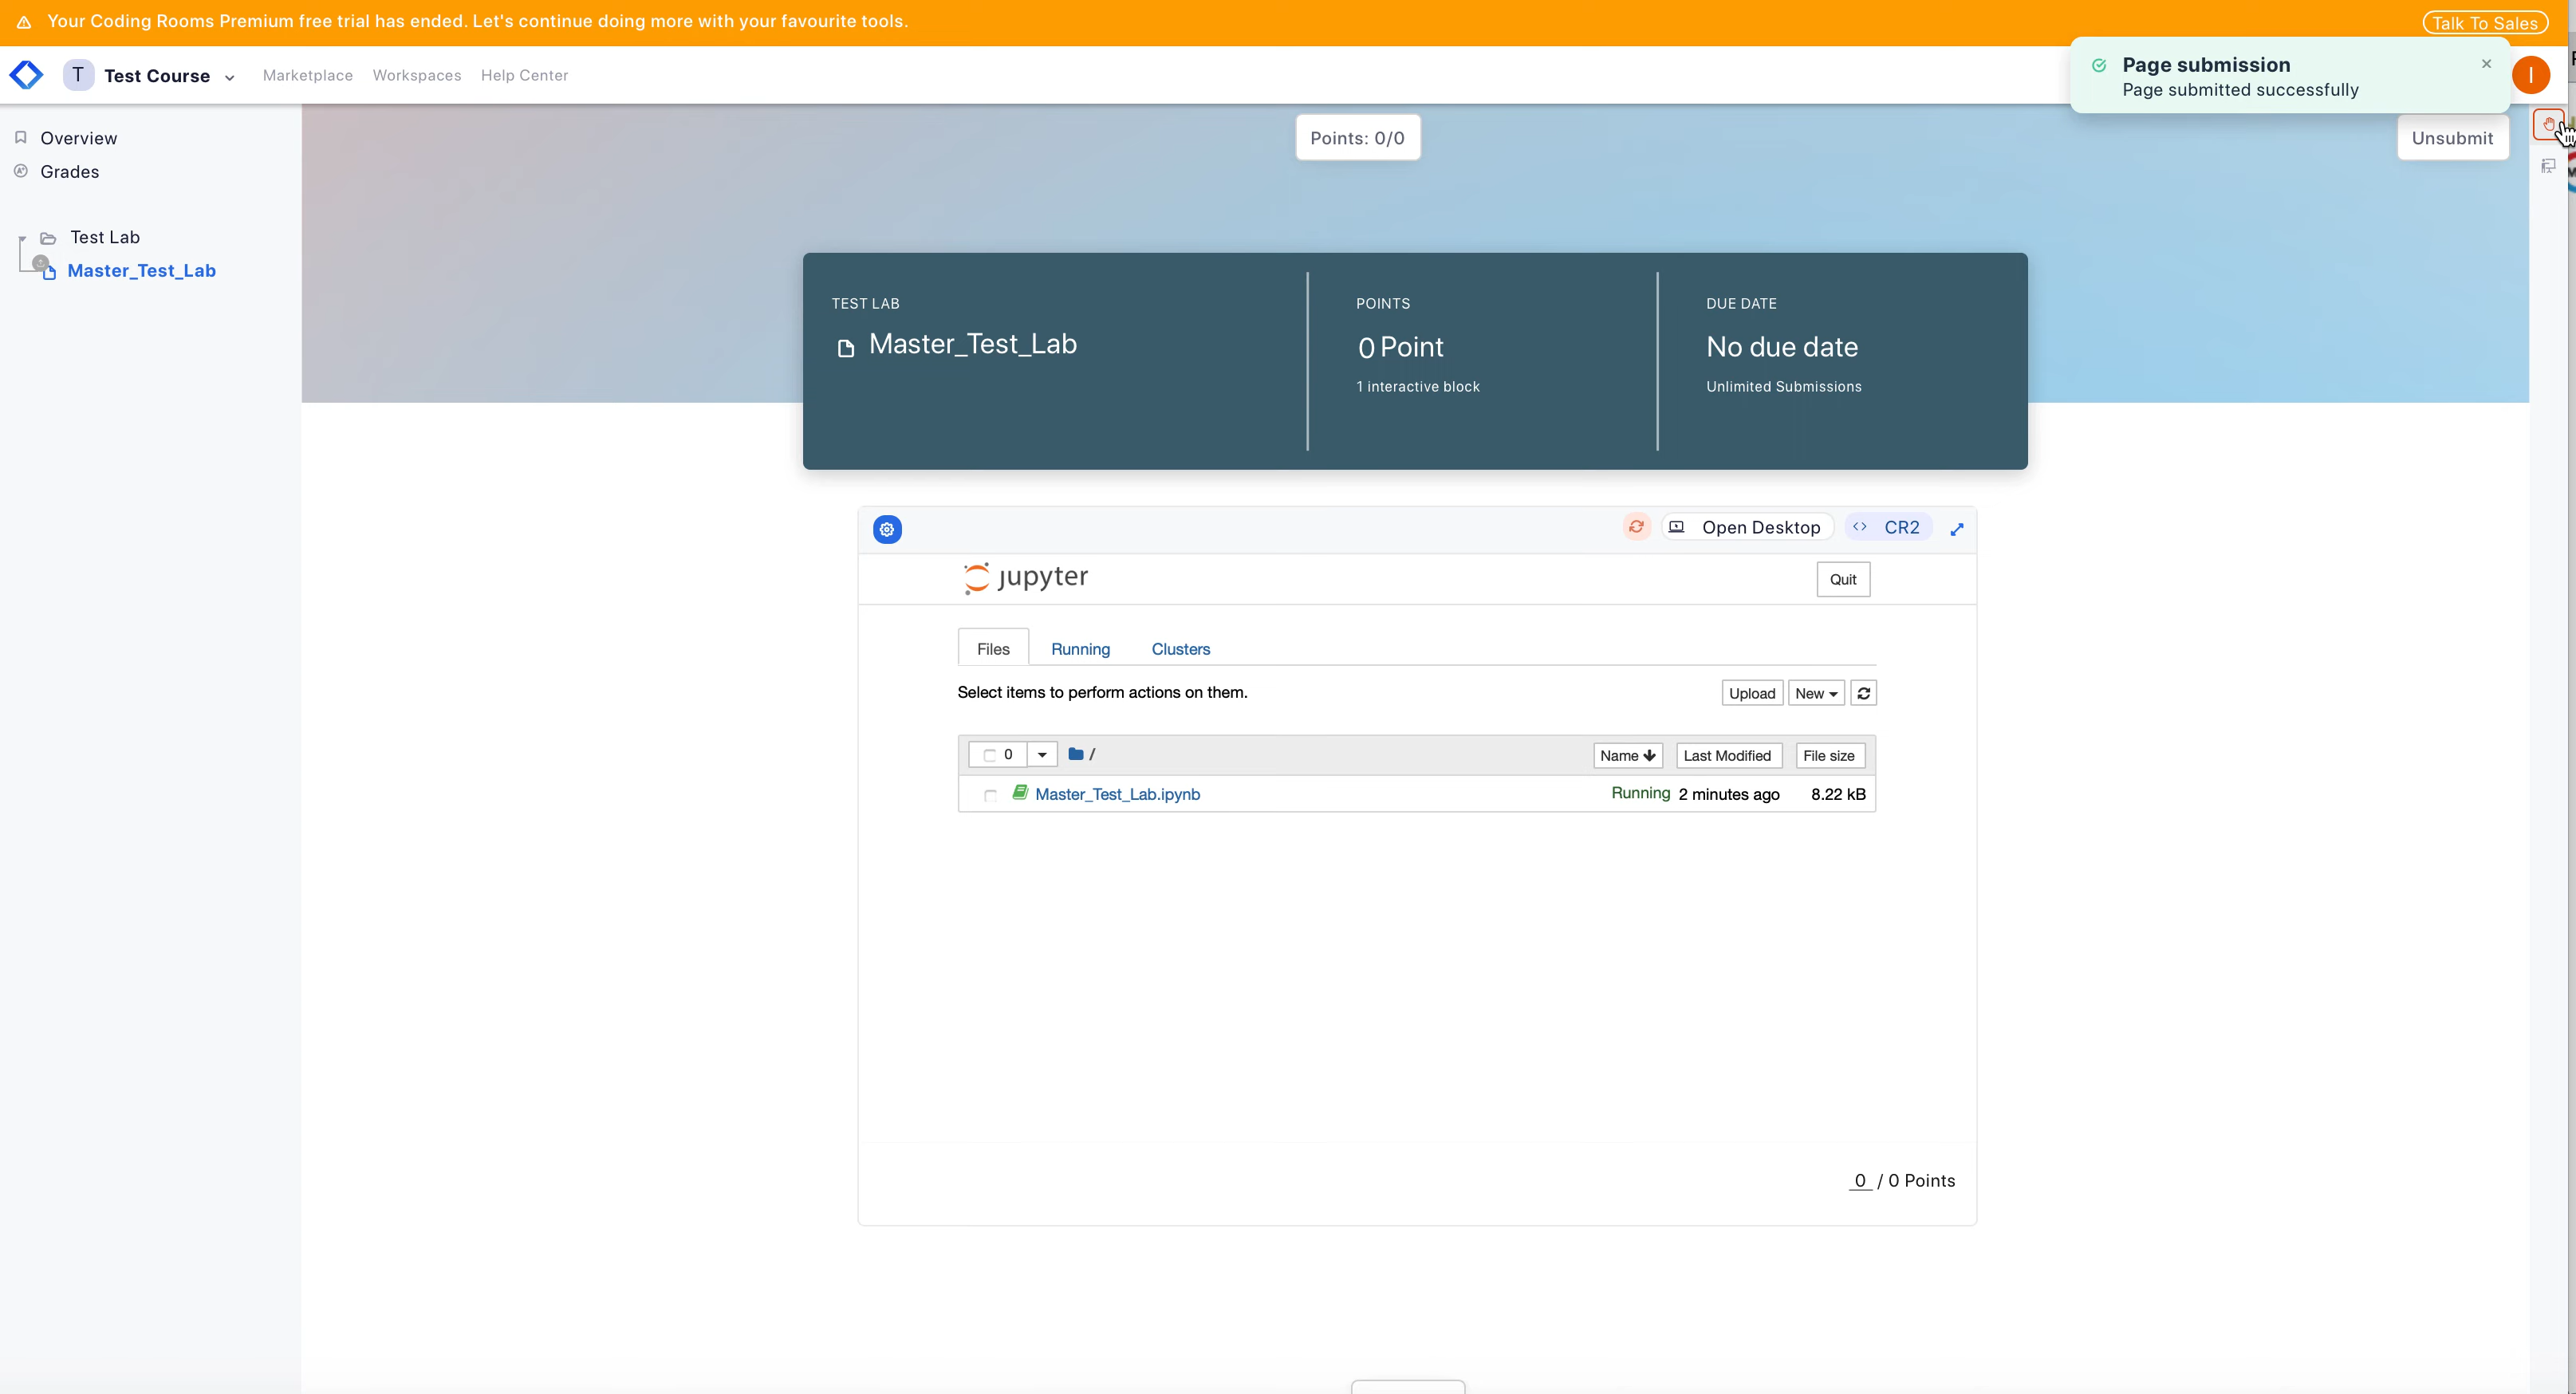 Your Coding Rooms Premium free trial has ended. Let's continue doing more with your favourite tools.
Talk To Sales
T Test Course
Marketplace Workspaces Help Center
Page submission
Page submitted successfully
I
Overview
Grades
Test Lab
Master_Test_Lab
Points: 0/0
Unsubmit
TEST LAB
Master_Test_Lab
POINTS
0 Point
1 interactive block
DUE DATE
No due date
Unlimited Submissions
Open Desktop
CR2
jupyter
Quit
Files Running Clusters
Select items to perform actions on them.
Upload New
0 /
Name Last Modified File size
Master_Test_Lab.ipynb Running 2 minutes ago 8.22 kB
0 / 0 Points